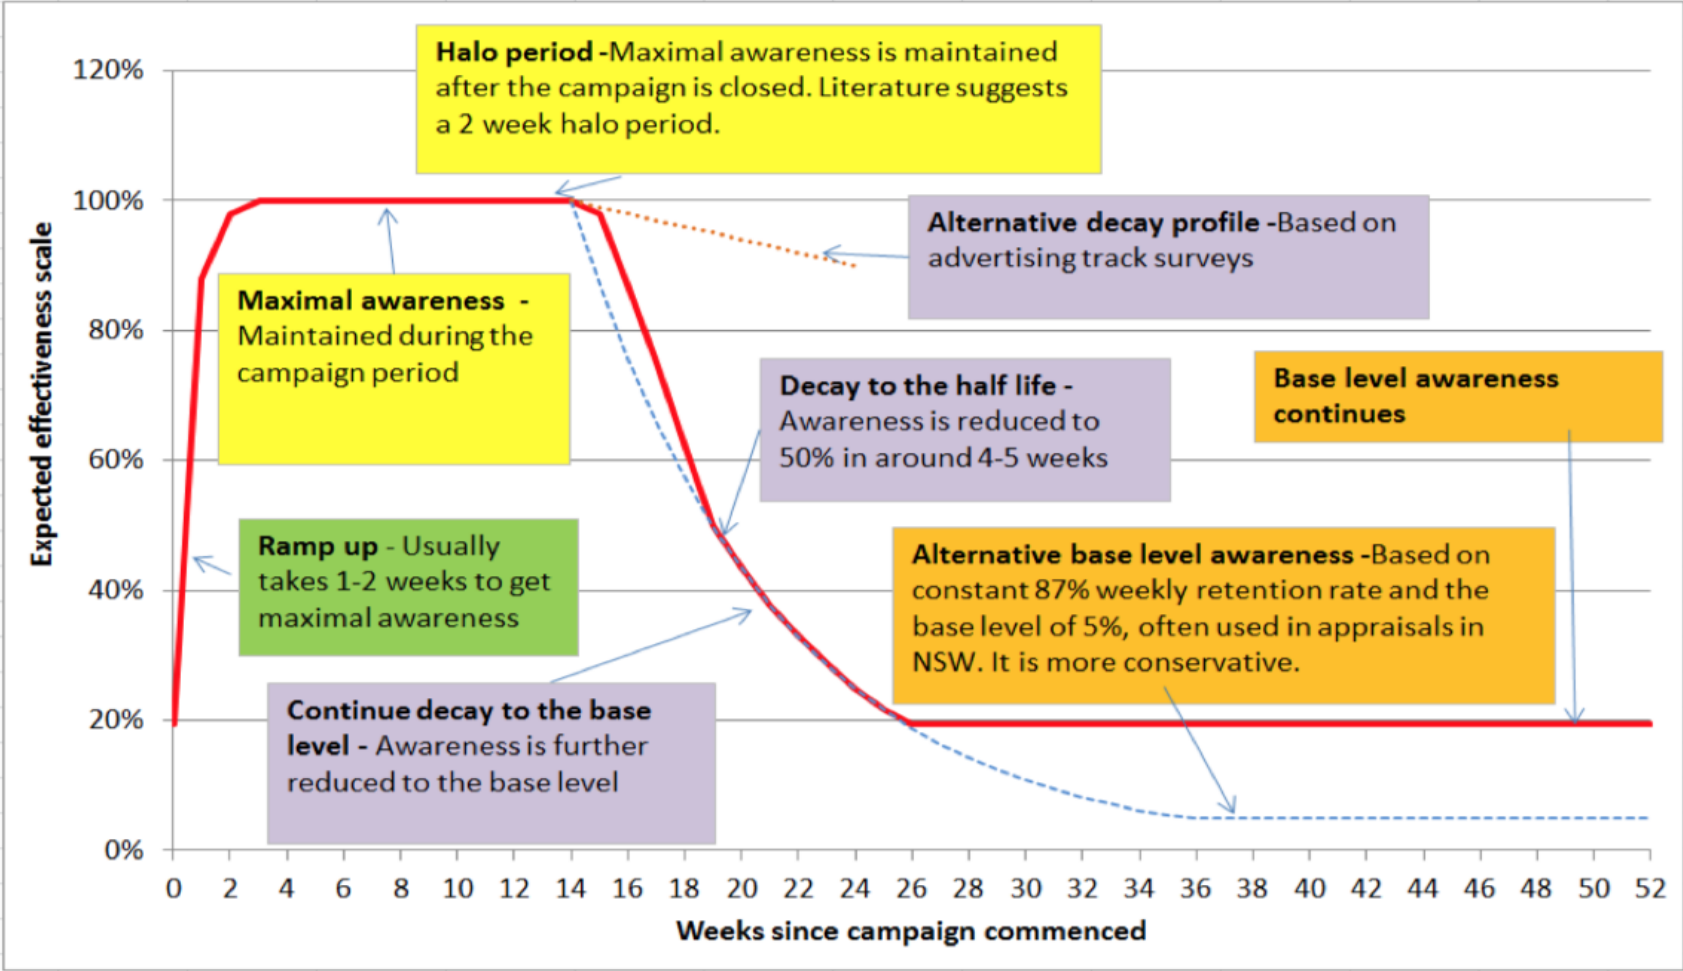 Halo period -Maximal awareness is maintained
after the campaign is closed. Literature suggests
a 2 week halo period.
120%
100%
80%
60%
40%
20%
0%
Expected effectiveness scale
Alternative decay profile -Based on
advertising track surveys
Maximal awareness -
Maintained during the
campaign period
Decay to the half life -
Awareness is reduced to
50% in around 4-5 weeks
Base level awareness
continues
Ramp up - Usually
takes 1-2 weeks to get
maximal awareness
Alternative base level awareness -Based on
constant 87% weekly retention rate and the
base level of 5%, often used in appraisals in
NSW. It is more conservative.
Continue decay to the base
level - Awareness is further
reduced to the base level
0 2 4 6 8 10 12 14 16 18 20 22 24 26 28 30 32 34 36 38 40 42 44 46 48 50 52
Weeks since campaign commenced